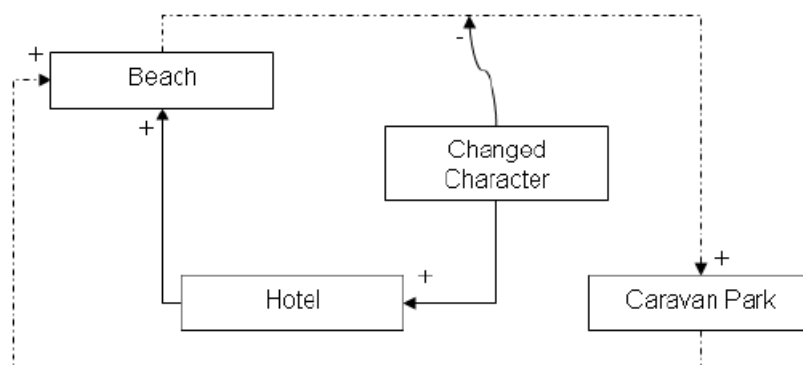 -
+
Beach
+
Changed
Character
+
+
Hotel
Caravan Park